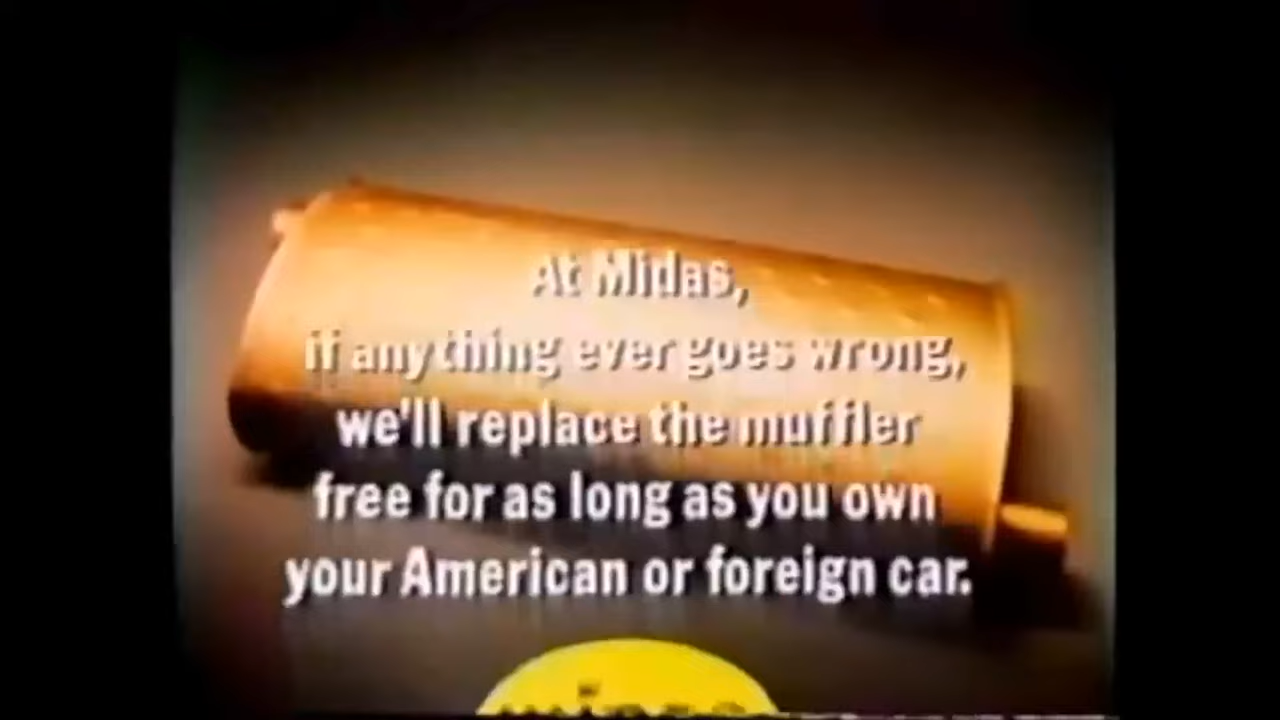 At Midas,
if anything ever goes wrong,
we'll replace the muffler
free for as long as you own
your American or foreign car.